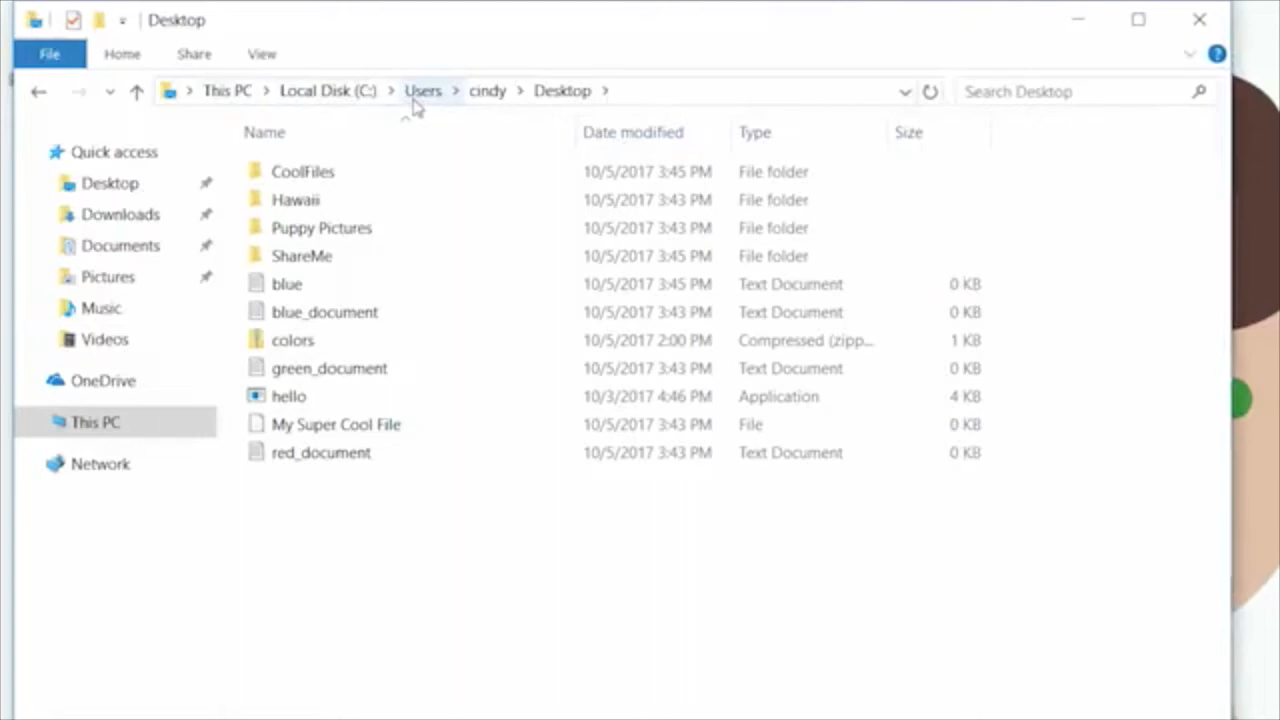 Desktop
File Home Share View
This PC Local Disk (C:) Users cindy Desktop Search Desktop
Name Date modified Type Size
Quick access
Desktop
Downloads
Documents
Pictures
Music
Videos
OneDrive
This PC
Network
CoolFiles 10/5/2017 3:45 PM File folder
Hawaii 10/5/2017 3:43 PM File folder
Puppy Pictures 10/5/2017 3:43 PM File folder
ShareMe 10/5/2017 3:45 PM File folder
blue 10/5/2017 3:45 PM Text Document 0 KB
blue_document 10/5/2017 3:43 PM Text Document 0 KB
colors 10/5/2017 2:00 PM Compressed (zipp... 1 KB
green_document 10/5/2017 3:43 PM Text Document 0 KB
hello 10/3/2017 4:46 PM Application 4 KB
My Super Cool File 10/5/2017 3:43 PM File 0 KB
red_document 10/5/2017 3:43 PM Text Document 0 KB